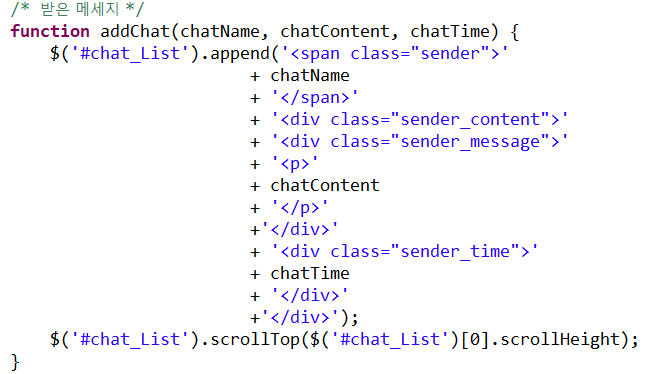 /* 받은 메세지 */
function addChat(chatName, chatContent, chatTime) {
    $('#chat_List').append('<span class="sender">'
                        + chatName
                        + '</span>'
                        + '<div class="sender_content">'
                        + '<div class="sender_message">'
                        + '<p>'
                        + chatContent
                        + '</p>'
                        +'</div>'
                        + '<div class="sender_time">'
                        + chatTime
                        + '</div>'
                        +'</div>');
    $('#chat_List').scrollTop($('#chat_List')[0].scrollHeight);
}